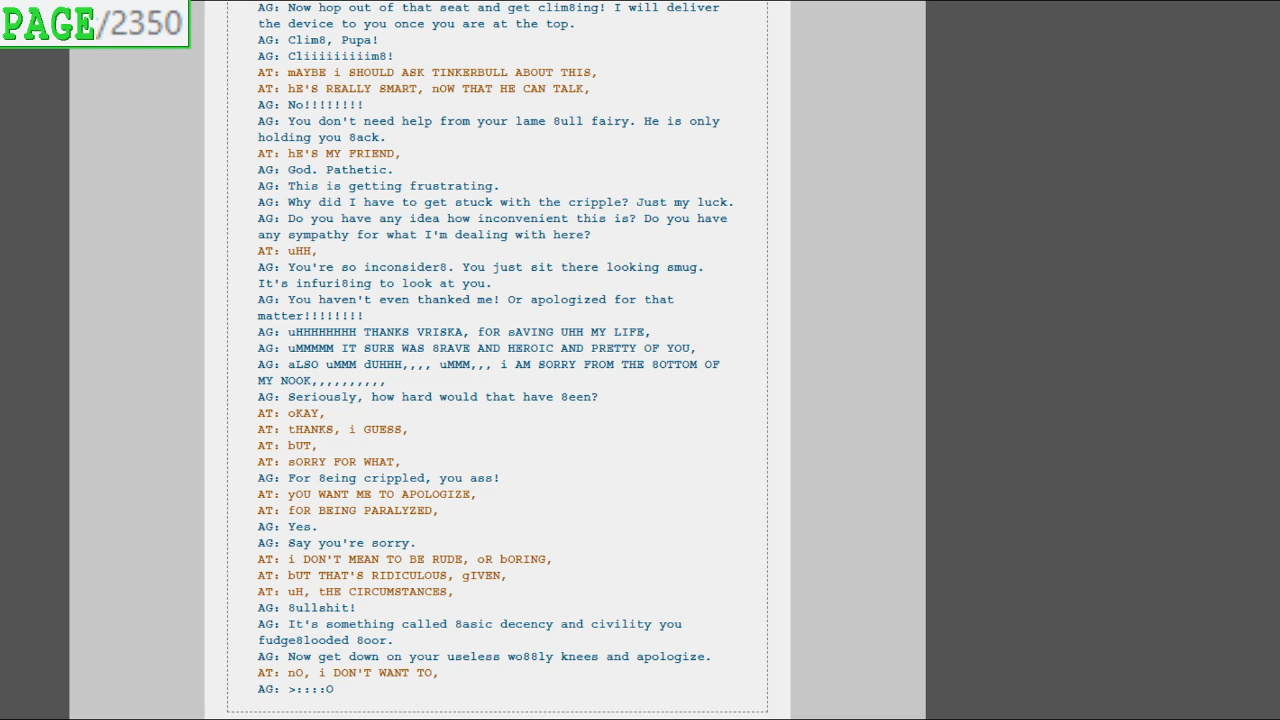 PAGE/2350
AG: Now hop out of that seat and get clim8ing! I will deliver
the device to you once you are at the top.
AG: Clim8, Pupa!
AG: Cliiiiiiiiim8!
AT: mAYBE i SHOULD ASK TINKERBULL ABOUT THIS,
AT: hE'S REALLY SMART, nOW THAT HE CAN TALK,
AG: No!!!!!!!!
AG: You don't need help from your lame 8ull fairy. He is only
holding you 8ack.
AT: hE'S MY FRIEND,
AG: God. Pathetic.
AG: This is getting frustrating.
AG: Why did I have to get stuck with the cripple? Just my luck.
AG: Do you have any idea how inconvenient this is? Do you have
any sympathy for what I'm dealing with here?
AT: uHH,
AG: You're so inconsider8. You just sit there looking smug.
It's infuri8ing to look at you.
AG: You haven't even thanked me! Or apologized for that
matter!!!!!!!!
AG: uHHHHHHHH THANKS VRISKA, fOR sAVING UHH MY LIFE,
AG: uMMMMM IT SURE WAS 8RAVE AND HEROIC AND PRETTY OF YOU,
AG: aLSO uMMM dUHHH,,,, uMMM,,, i AM SORRY FROM THE 8OTTOM OF
MY NOOK,,,,,,,,,,
AG: Seriously, how hard would that have 8een?
AT: oKAY,
AT: tHANKS, i GUESS,
AT: bUT,
AT: sORRY FOR WHAT,
AG: For 8eing crippled, you ass!
AT: yOU WANT ME TO APOLOGIZE,
AT: fOR BEING PARALYZED,
AG: Yes.
AG: Say you're sorry.
AT: i DON'T MEAN TO BE RUDE, oR bORING,
AT: bUT THAT'S RIDICULOUS, gIVEN,
AT: uH, tHE CIRCUMSTANCES,
AG: 8ullshit!
AG: It's something called 8asic decency and civility you
fudge8looded 8oor.
AG: Now get down on your useless wo88ly knees and apologize.
AT: nO, i DON'T WANT TO,
AG: >::::O